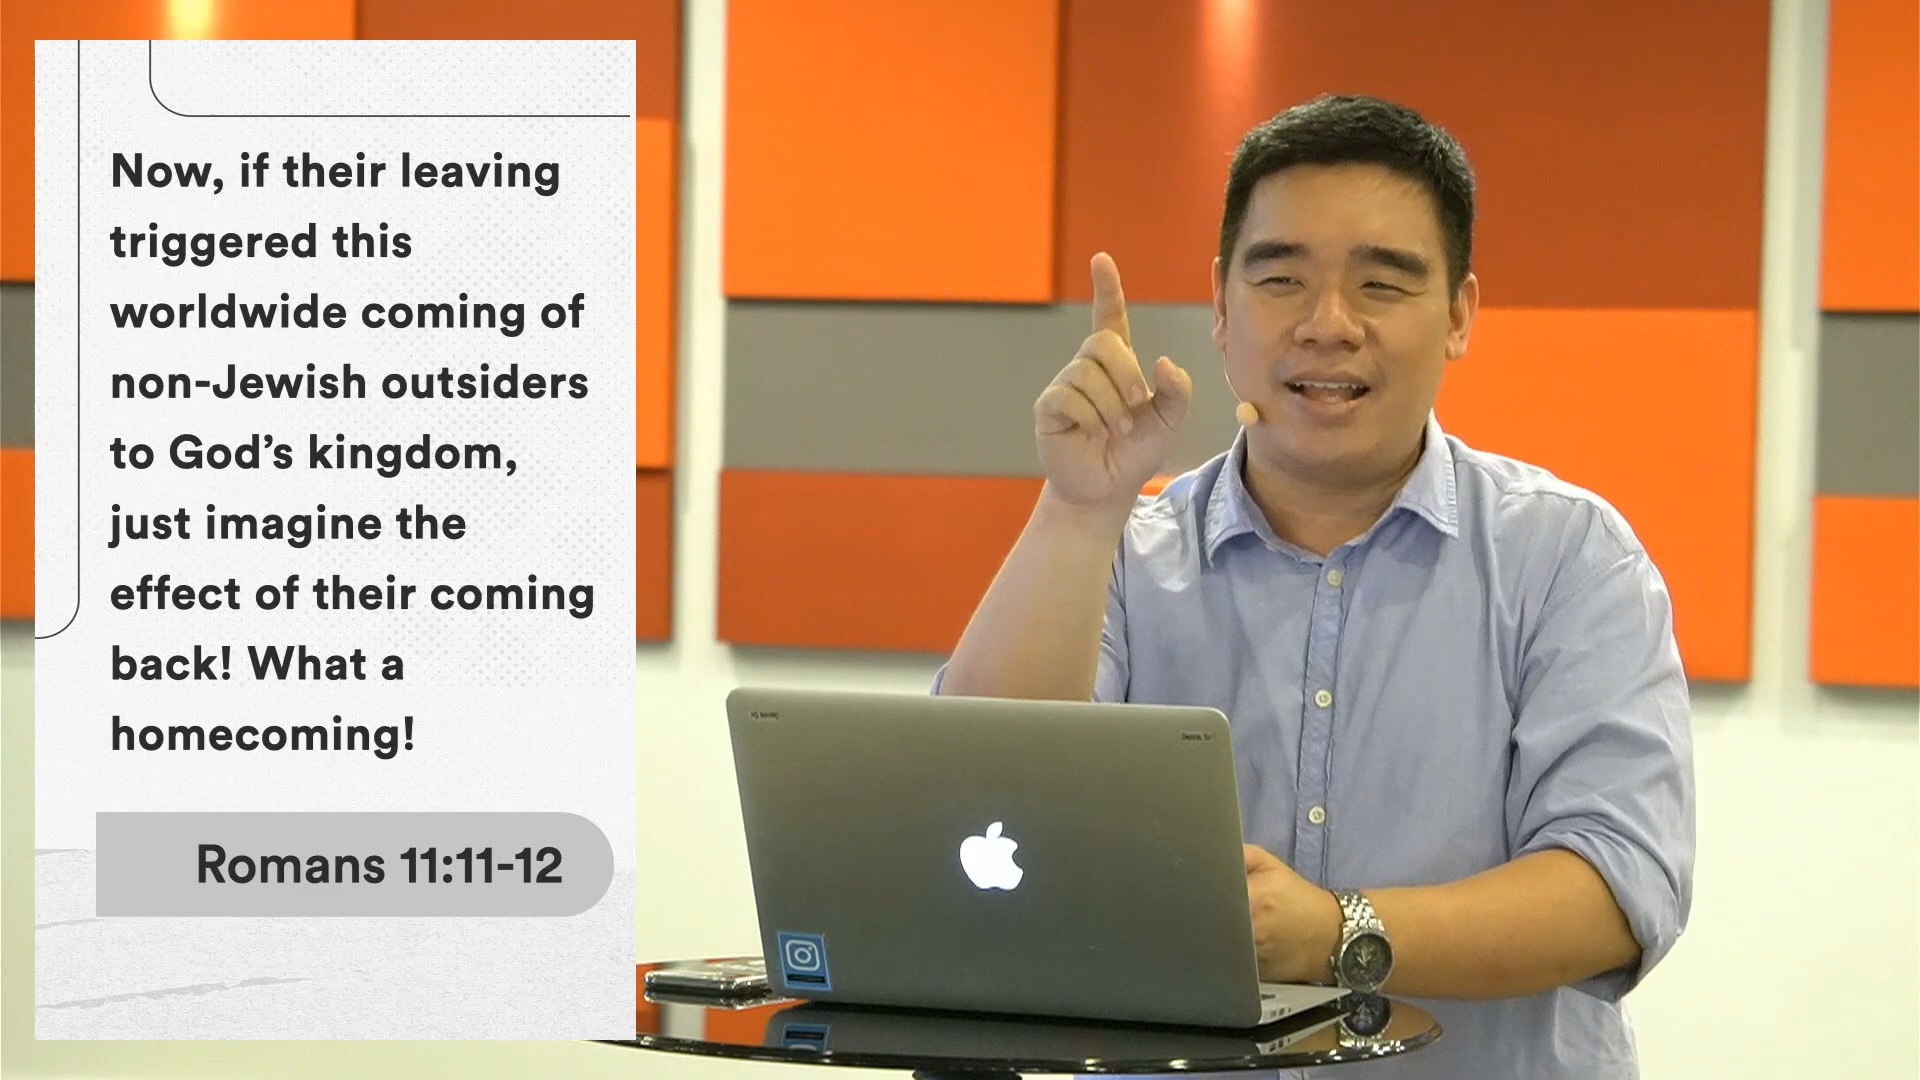 Now, if their leaving
triggered this
worldwide coming of
non-Jewish outsiders
to God’s kingdom,
just imagine the
effect of their coming
back! What a
homecoming!
Romans 11:11-12